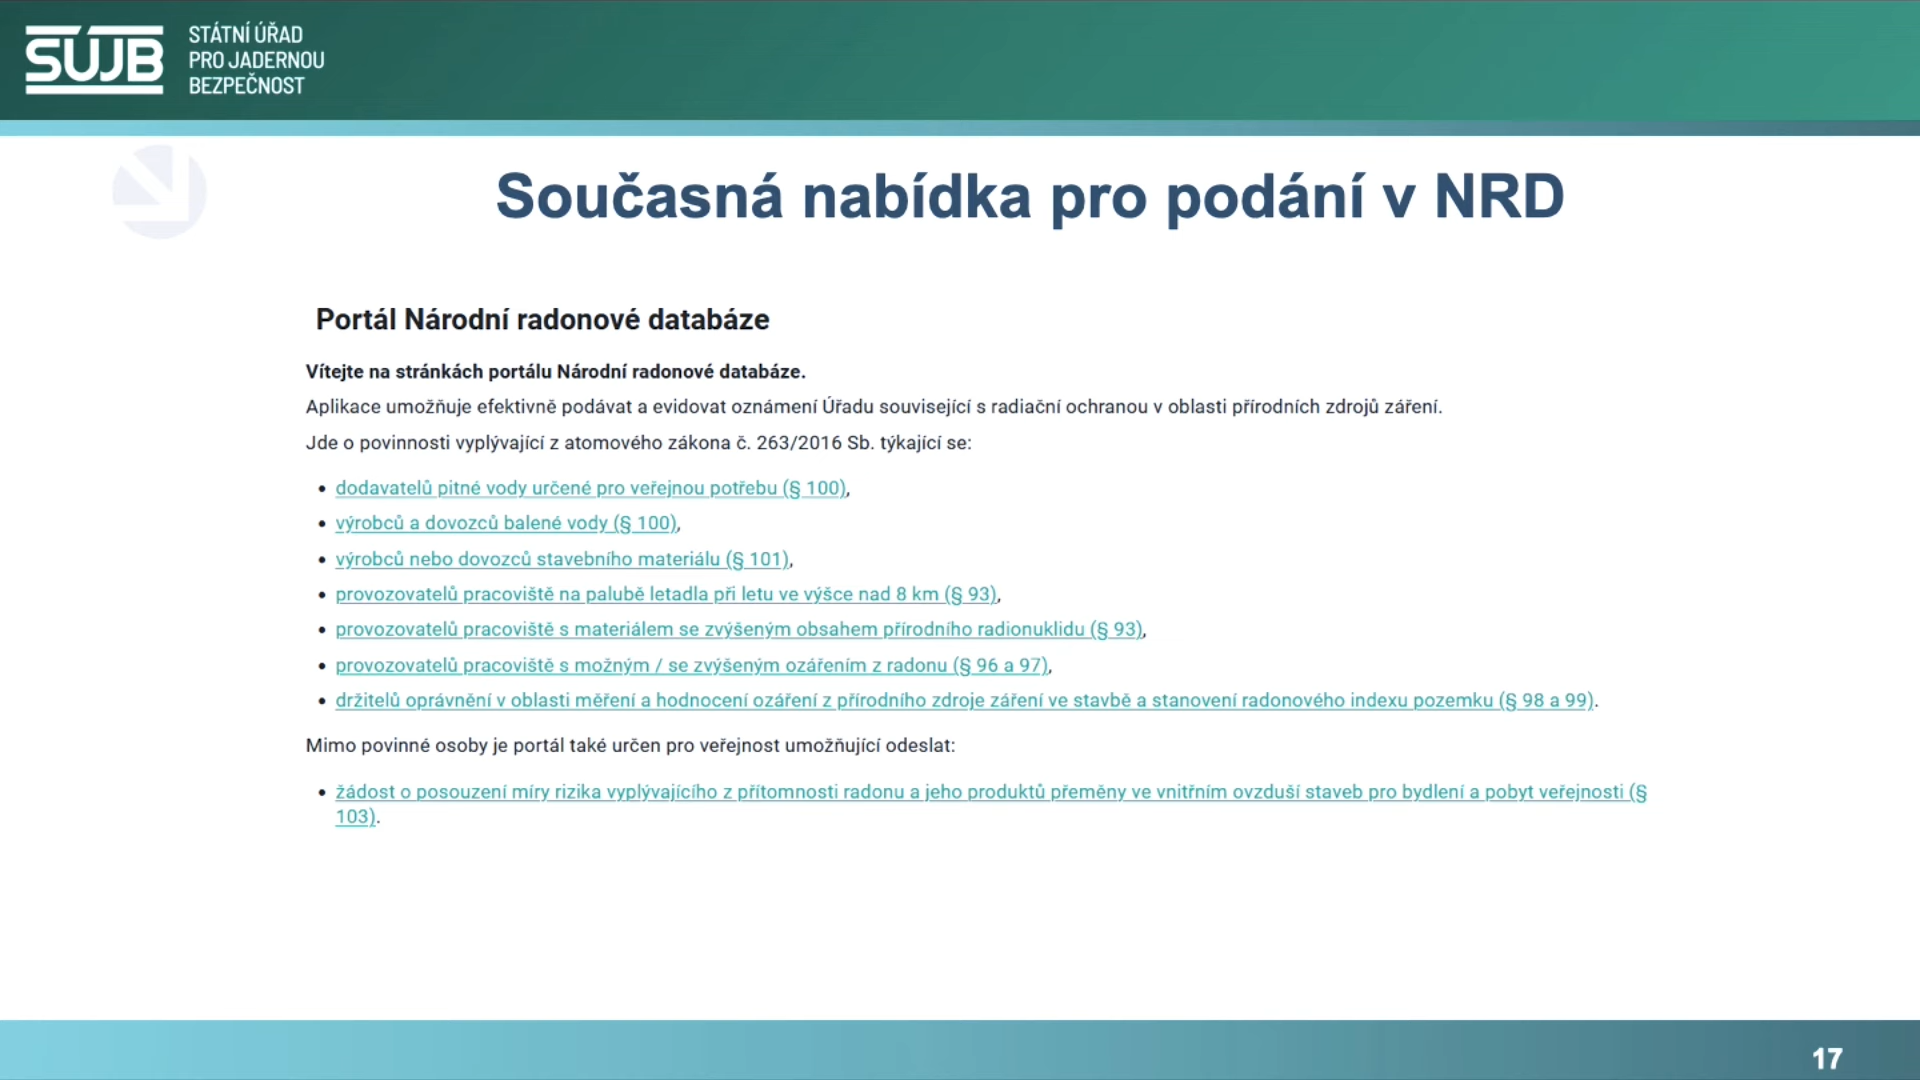 SÚJB
STÁTNÍ ÚŘAD
PRO JADERNOU
BEZPEČNOST
Současná nabídka pro podání v NRD
Portál Národní radonové databáze
Vítejte na stránkách portálu Národní radonové databáze.
Aplikace umožňuje efektivně podávat a evidovat oznámení Úřadu související s radiační ochranou v oblasti přírodních zdrojů záření.
Jde o povinnosti vyplývající z atomového zákona č. 263/2016 Sb. týkající se:
• dodavatelů pitné vody určené pro veřejnou potřebu (§ 100),
• výrobců a dovozců balené vody (§ 100),
• výrobců nebo dovozců stavebního materiálu (§ 101),
• provozovatelů pracoviště na palubě letadla při letu ve výšce nad 8 km (§ 93),
• provozovatelů pracoviště s materiálem se zvýšeným obsahem přírodního radionuklidu (§ 93),
• provozovatelů pracoviště s možným / se zvýšeným ozářením z radonu (§ 96 a 97),
• držitelů oprávnění v oblasti měření a hodnocení ozáření z přírodního zdroje záření ve stavbě a stanovení radonového indexu pozemku (§ 98 a 99).
Mimo povinné osoby je portál také určen pro veřejnost umožňující odeslat:
• žádost o posouzení míry rizika vyplývajícího z přítomnosti radonu a jeho produktů přeměny ve vnitřním ovzduší staveb pro bydlení a pobyt veřejnosti (§
103).
17